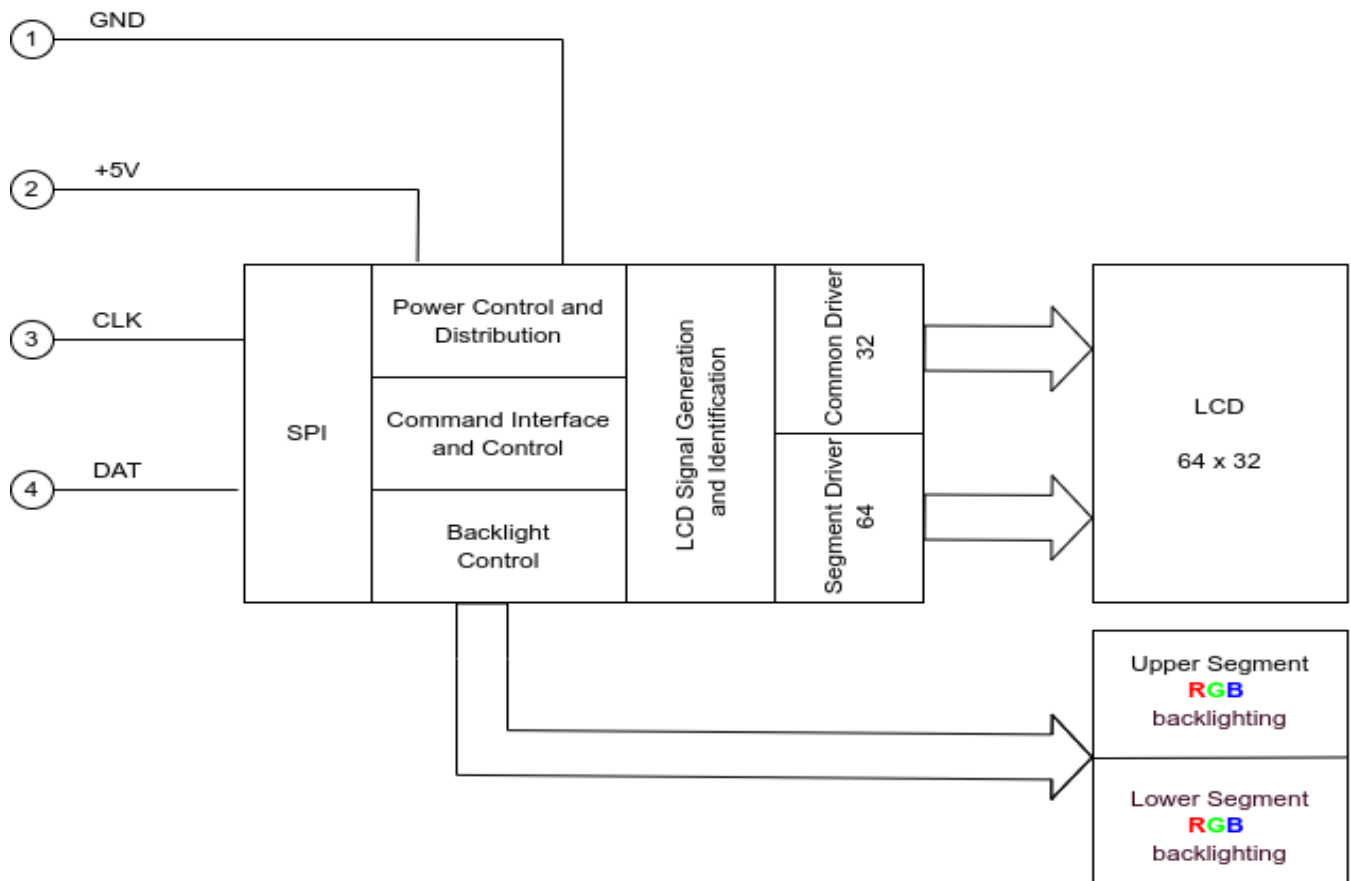 GND
1
+5V
2
CLK
3
DAT
4
SPI
Power Control and
Distribution
Command Interface
and Control
Backlight
Control
LCD Signal Generation
and Identification
Common Driver
32
Segment Driver
64
LCD
64 x 32
Upper Segment
RGB
backlighting
Lower Segment
RGB
backlighting